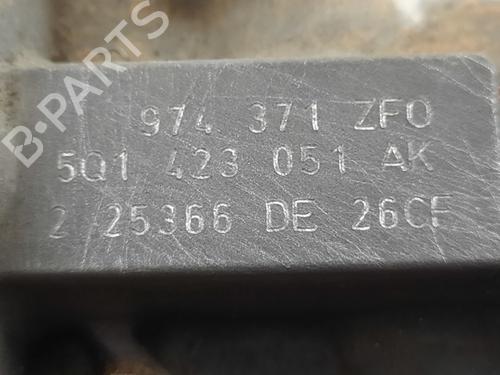 974 371 ZFO
5Q1 423 051 AK
2 25366 DE 26CF
B-Parts